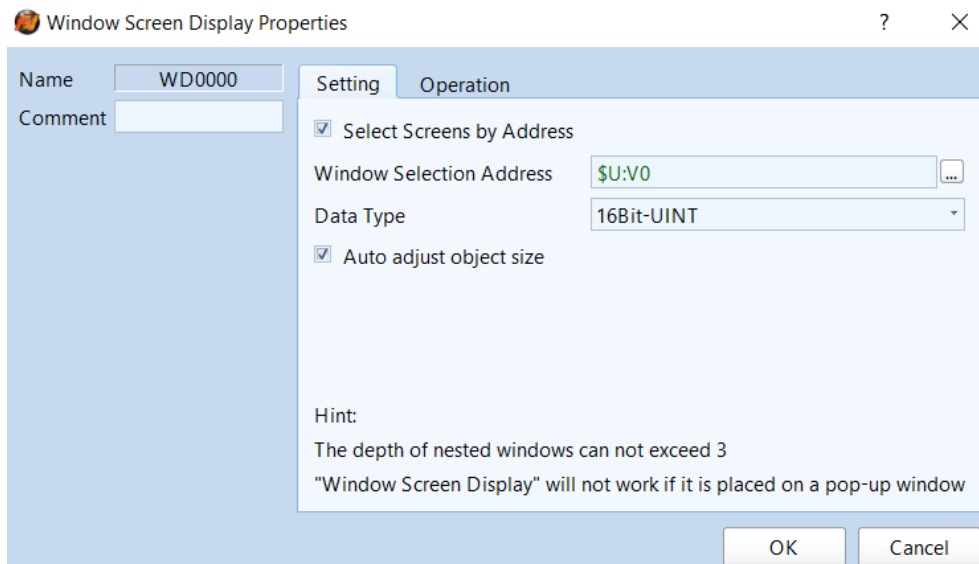 Window Screen Display Properties
Name WD0000
Comment
Setting Operation
Select Screens by Address
Window Selection Address $U:V0 ...
Data Type 16Bit-UINT
Auto adjust object size
Hint:
The depth of nested windows can not exceed 3
"Window Screen Display" will not work if it is placed on a pop-up window
OK Cancel